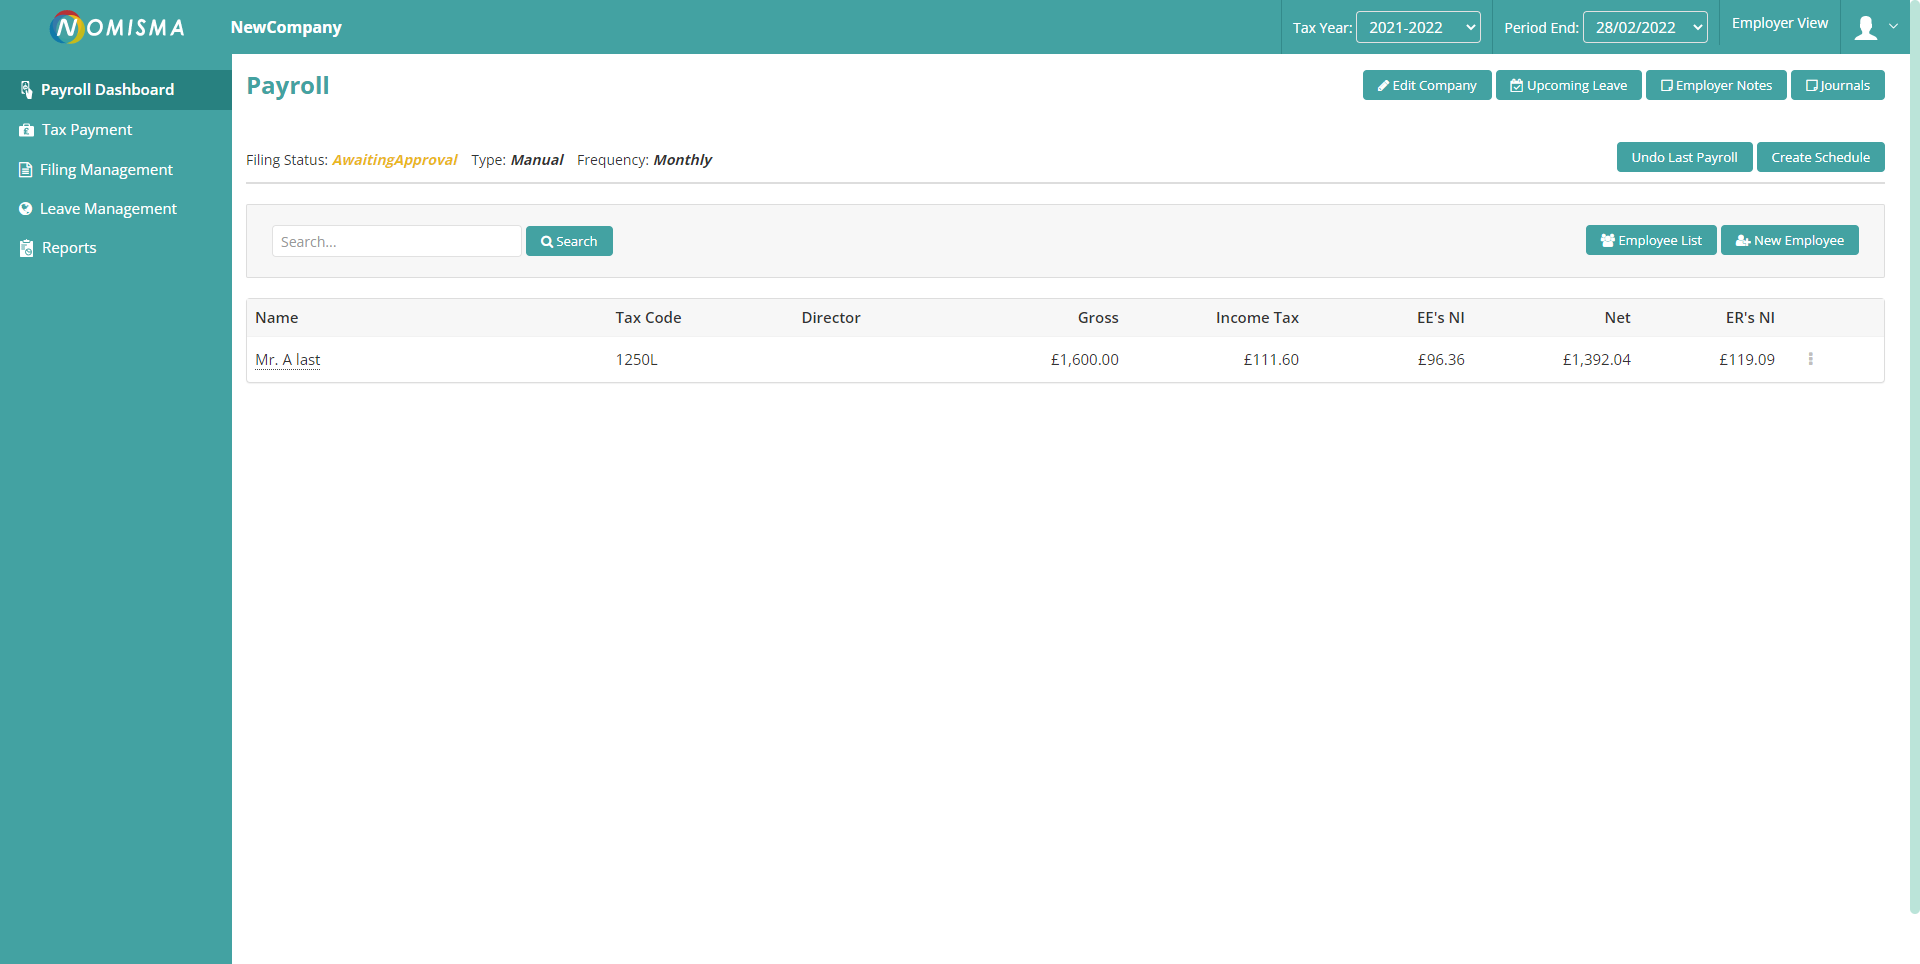 NOMISMA NewCompany Tax Year: 2021-2022 Period End: 28/02/2022 Employer View
Payroll Dashboard
Tax Payment
Filing Management
Leave Management
Reports
Payroll Edit Company Upcoming Leave Employer Notes Journals
Filing Status: AwaitingApproval Type: Manual Frequency: Monthly Undo Last Payroll Create Schedule
Search... Search Employee List New Employee
Name Tax Code Director Gross Income Tax EE's NI Net ER's NI
Mr. A last 1250L £1,600.00 £111.60 £96.36 £1,392.04 £119.09